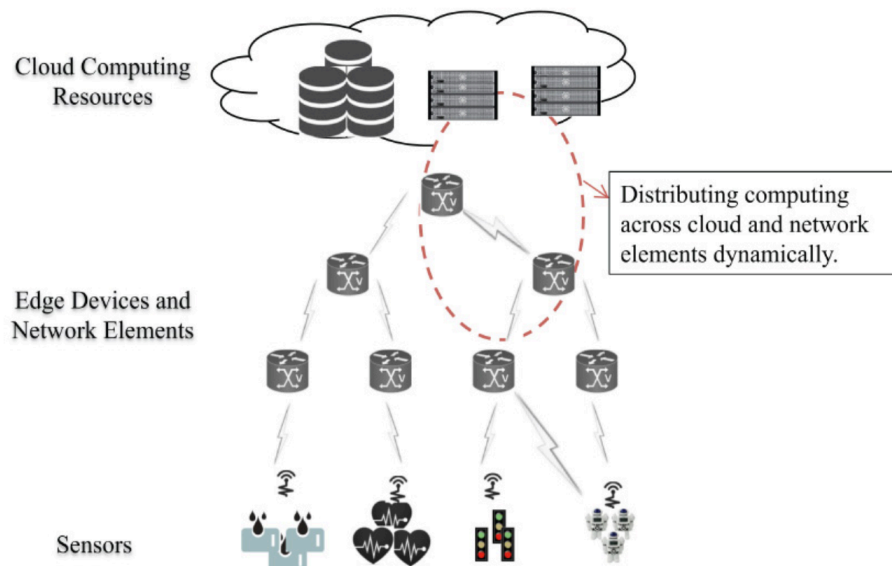 Cloud Computing
Resources
Distributing computing
across cloud and network
elements dynamically.
Edge Devices and
Network Elements
V
V
V
V
V
V
V
Sensors